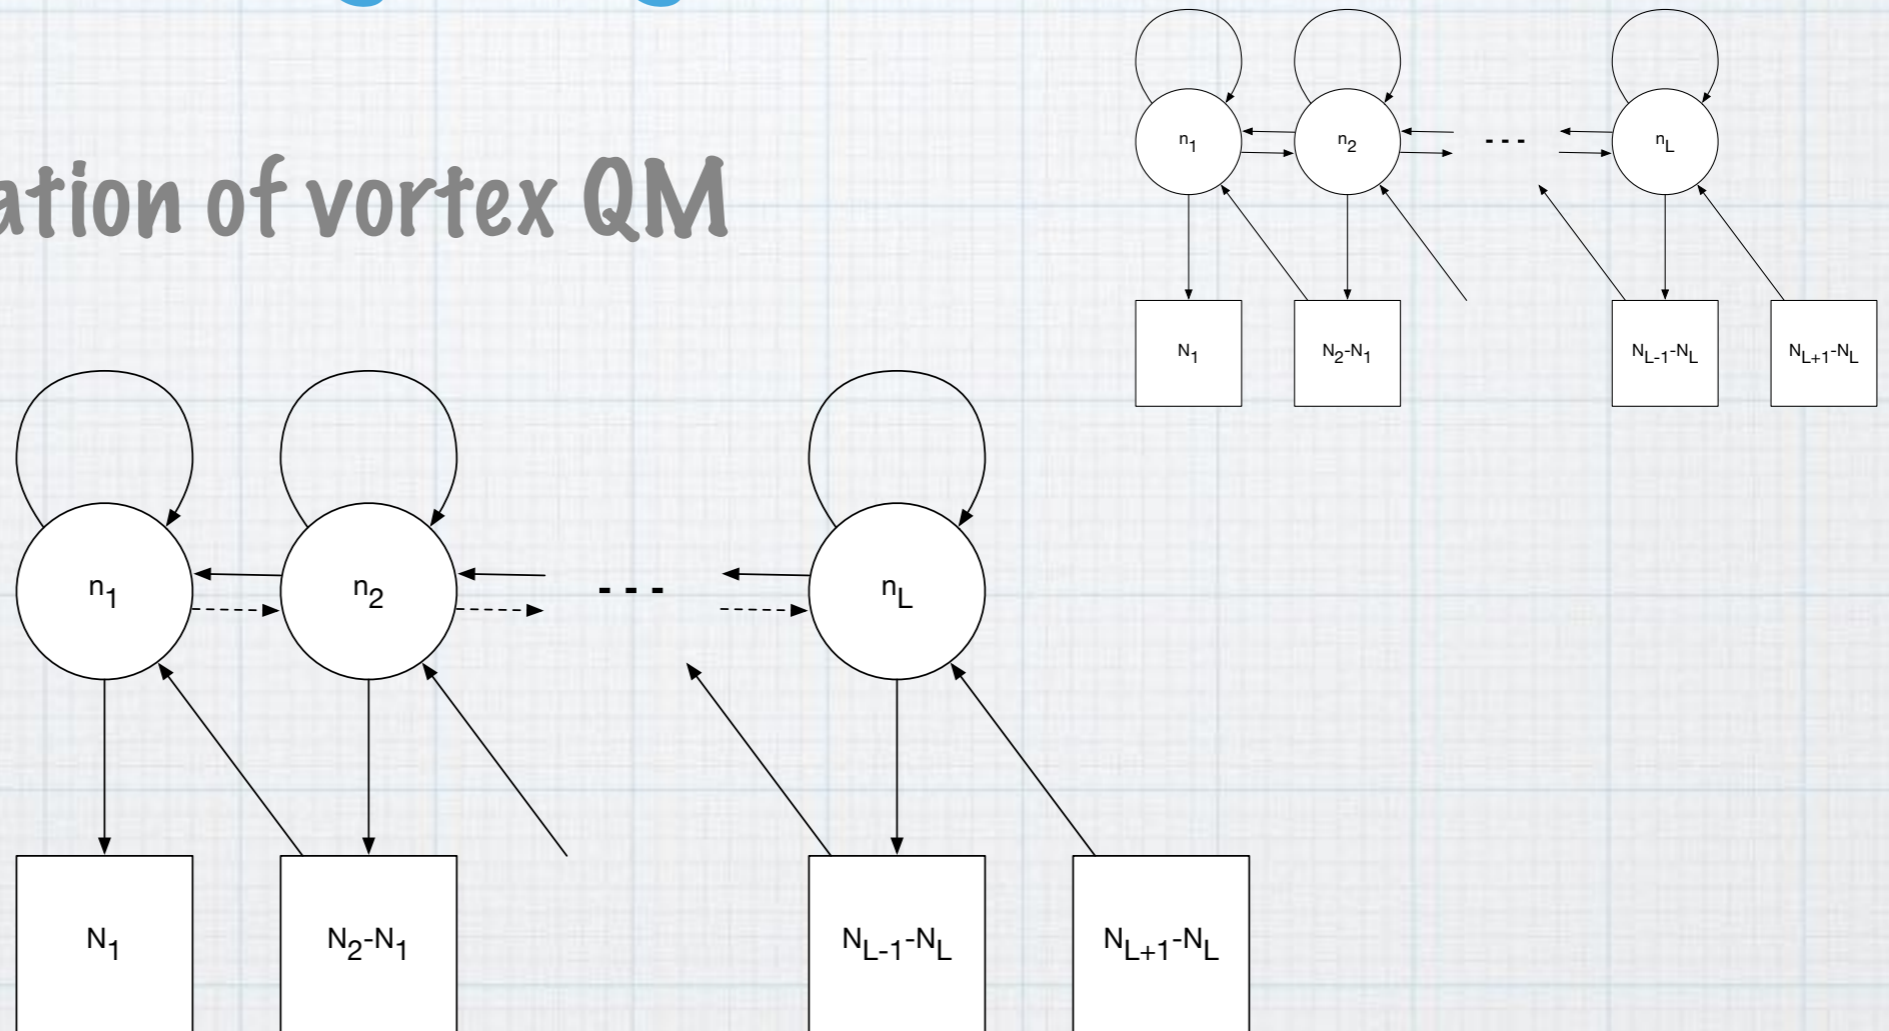 ation of vortex QM
n1 n2 - - - nL
N1 N2-N1 NL-1-NL NL+1-NL
n1 n2 - - - nL
N1 N2-N1 NL-1-NL NL+1-NL